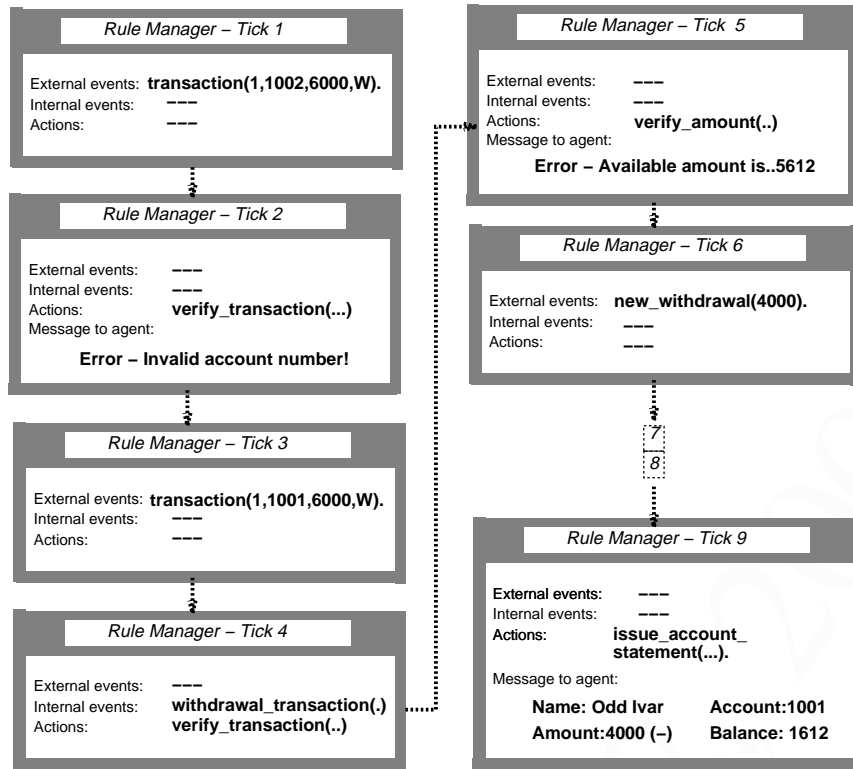 Rule Manager – Tick 1
External events: transaction(1,1002,6000,W).
Internal events: –––
Actions: –––
Rule Manager – Tick 2
External events: –––
Internal events: –––
Actions: verify_transaction(...)
Message to agent:
Error – Invalid account number!
Rule Manager – Tick 3
External events: transaction(1,1001,6000,W).
Internal events: –––
Actions: –––
Rule Manager – Tick 4
External events: –––
Internal events: withdrawal_transaction(.)
Actions: verify_transaction(..)
Rule Manager – Tick 5
External events: –––
Internal events: –––
Actions: verify_amount(..)
Message to agent:
Error – Available amount is..5612
Rule Manager – Tick 6
External events: new_withdrawal(4000).
Internal events: –––
Actions: –––
7
8
Rule Manager – Tick 9
External events: –––
Internal events: –––
Actions: issue_account_
statement(...).
Message to agent:
Name: Odd Ivar Account:1001
Amount:4000 (–) Balance: 1612